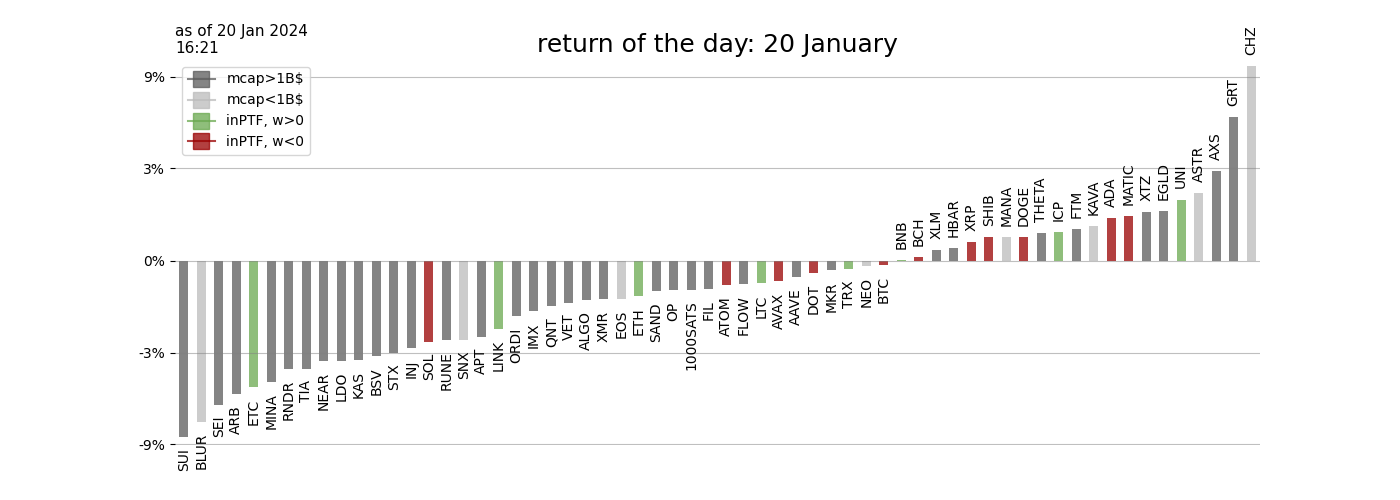 as of 20 Jan 2024
16:21
return of the day: 20 January
mcap>1B$
mcap<1B$
inPTF, w>0
inPTF, w<0
9%
3%
0%
-3%
-9%
SUI
BLUR
SEI
ARB
ETC
MINA
RNDR
TIA
NEAR
LDO
KAS
BSV
STX
INJ
SOL
RUNE
SNX
APT
LINK
ORDI
IMX
QNT
VET
ALGO
XMR
EOS
ETH
SAND
OP
1000SATS
FIL
ATOM
FLOW
LTC
AVAX
AAVE
DOT
MKR
TRX
NEO
BTC
BNB
BCH
XLM
HBAR
XRP
SHIB
MANA
DOGE
THETA
ICP
FTM
KAVA
ADA
MATIC
XTZ
EGLD
UNI
ASTR
AXS
GRT
CHZ